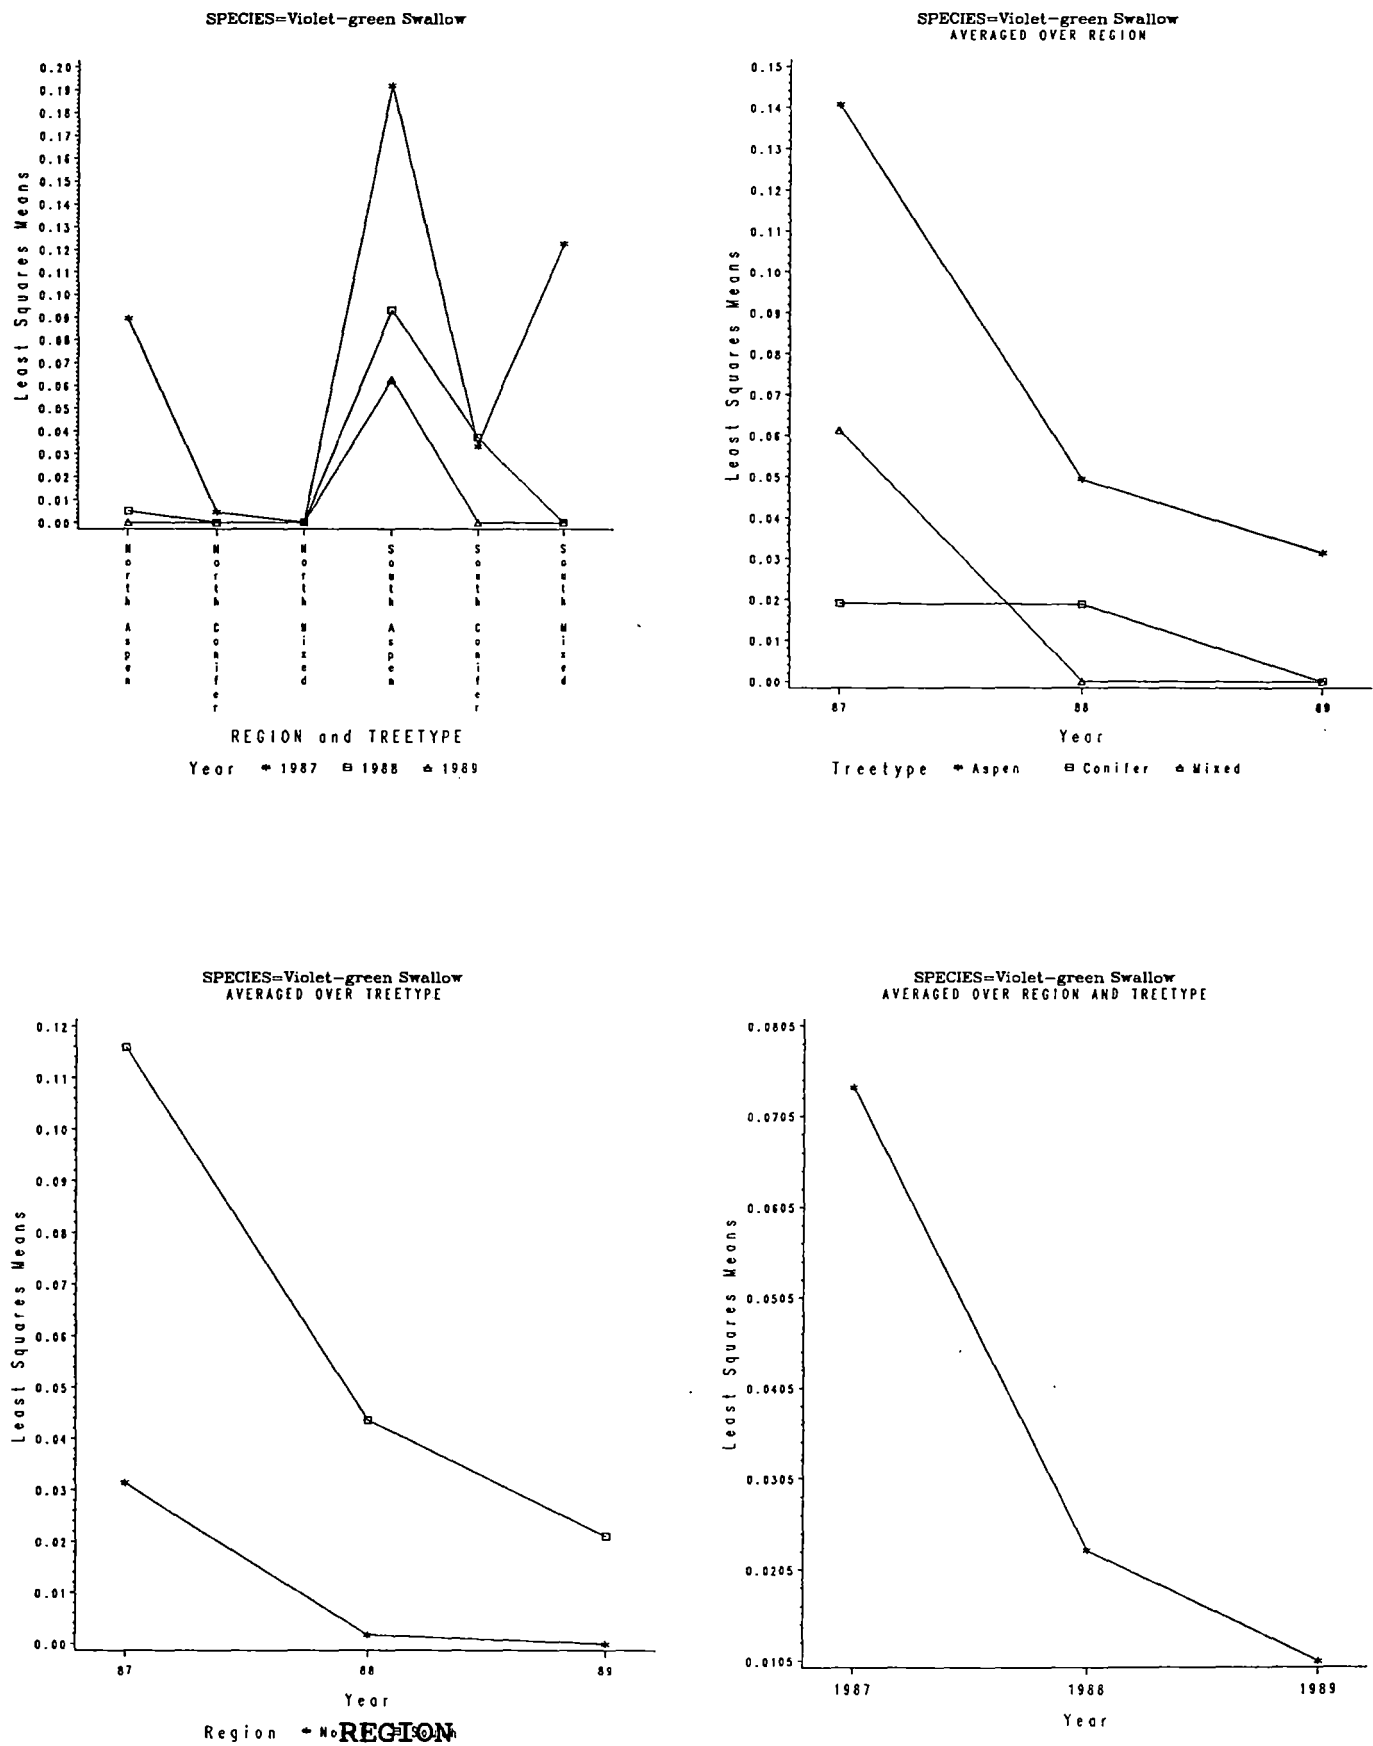 SPECIES=Violet-green Swallow
Least Squares Means
0.20
0.19
0.18
0.17
0.16
0.15
0.14
0.13
0.12
0.11
0.10
0.09
0.08
0.07
0.06
0.05
0.04
0.03
0.02
0.01
0.00
North Aspen
North Conifer
North Mixed
South Aspen
South Conifer
South Mixed
REGION and TREETYPE
Year 1987 1988 1989
SPECIES=Violet-green Swallow
AVERAGED OVER REGION
Least Squares Means
0.15
0.14
0.13
0.12
0.11
0.10
0.09
0.08
0.07
0.06
0.05
0.04
0.03
0.02
0.01
0.00
87 88 89
Year
Treetype Aspen Conifer Mixed
SPECIES=Violet-green Swallow
AVERAGED OVER TREETYPE
Least Squares Means
0.12
0.11
0.10
0.09
0.08
0.07
0.06
0.05
0.04
0.03
0.02
0.01
0.00
87 88 89
Year
Region
REGION
SPECIES=Violet-green Swallow
AVERAGED OVER REGION AND TREETYPE
Least Squares Means
0.0805
0.0705
0.0605
0.0505
0.0405
0.0305
0.0205
0.0105
1987 1988 1989
Year